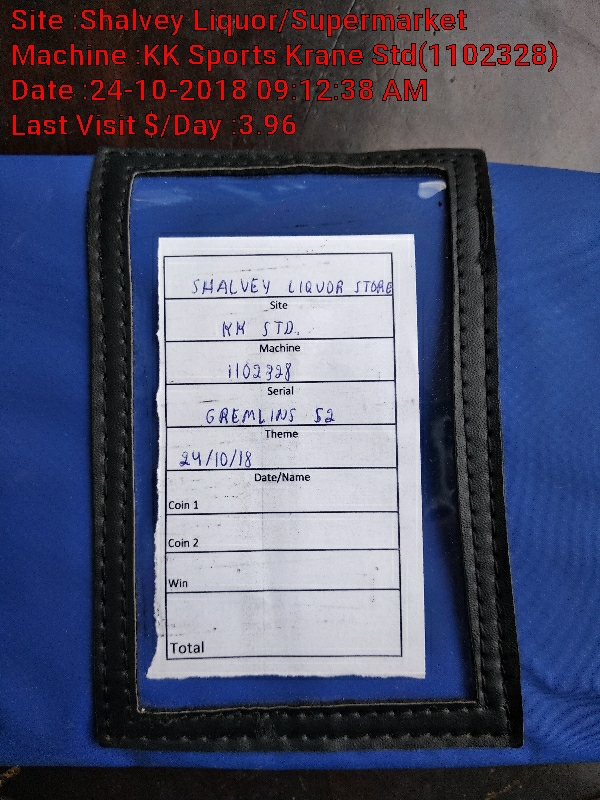 Site :Shalvey Liquor/Supermarket
Machine :KK Sports Krane Std(1102328)
Date :24-10-2018 09:12:38 AM
Last Visit $/Day :3.96
SHALVEY LIQUOR STORE
Site
KK STD.
Machine
1102328
Serial
GREMLINS S2
Theme
24/10/18
Date/Name
Coin 1
Coin 2
Win
Total